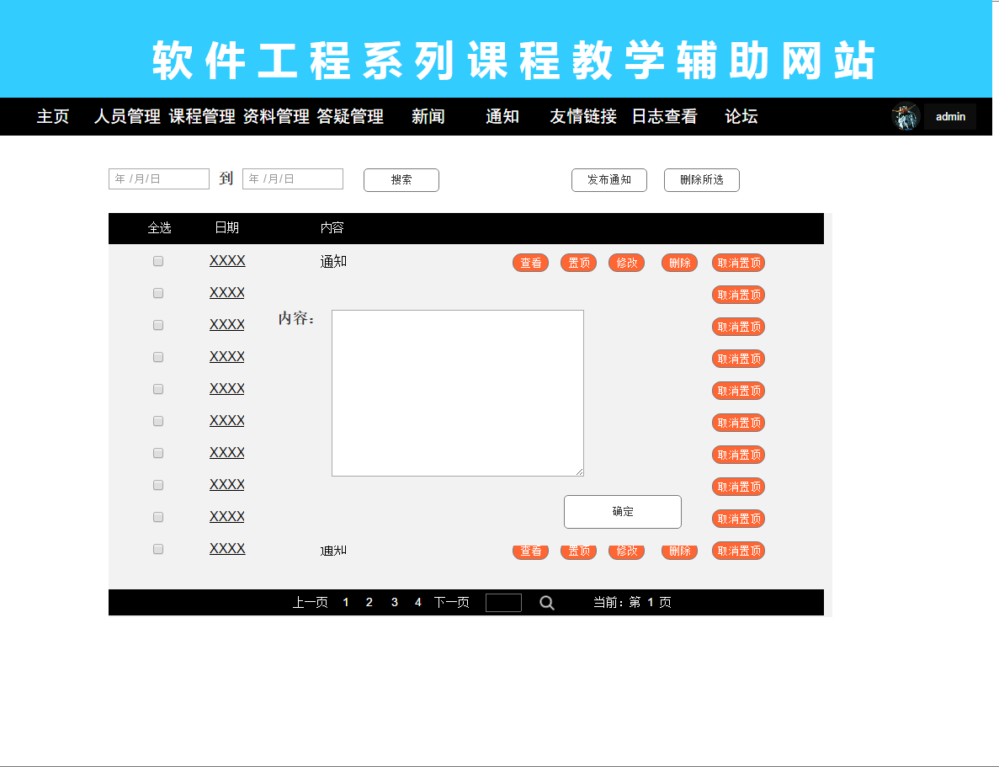 软件工程系列课程教学辅助网站
主页 人员管理 课程管理 资料管理 答疑管理 新闻 通知 友情链接 日志查看 论坛 admin
年 /月/日 到 年 /月/日 搜索 发布通知 删除所选
全选 日期 内容
XXXX 通知 查看 置顶 修改 删除 取消置顶
XXXX 取消置顶
XXXX 内容： 取消置顶
XXXX 取消置顶
XXXX 取消置顶
XXXX 取消置顶
XXXX 取消置顶
XXXX 取消置顶
XXXX 确定 取消置顶
XXXX 通知 查看 置顶 修改 删除 取消置顶
上一页 1 2 3 4 下一页 当前：第 1 页